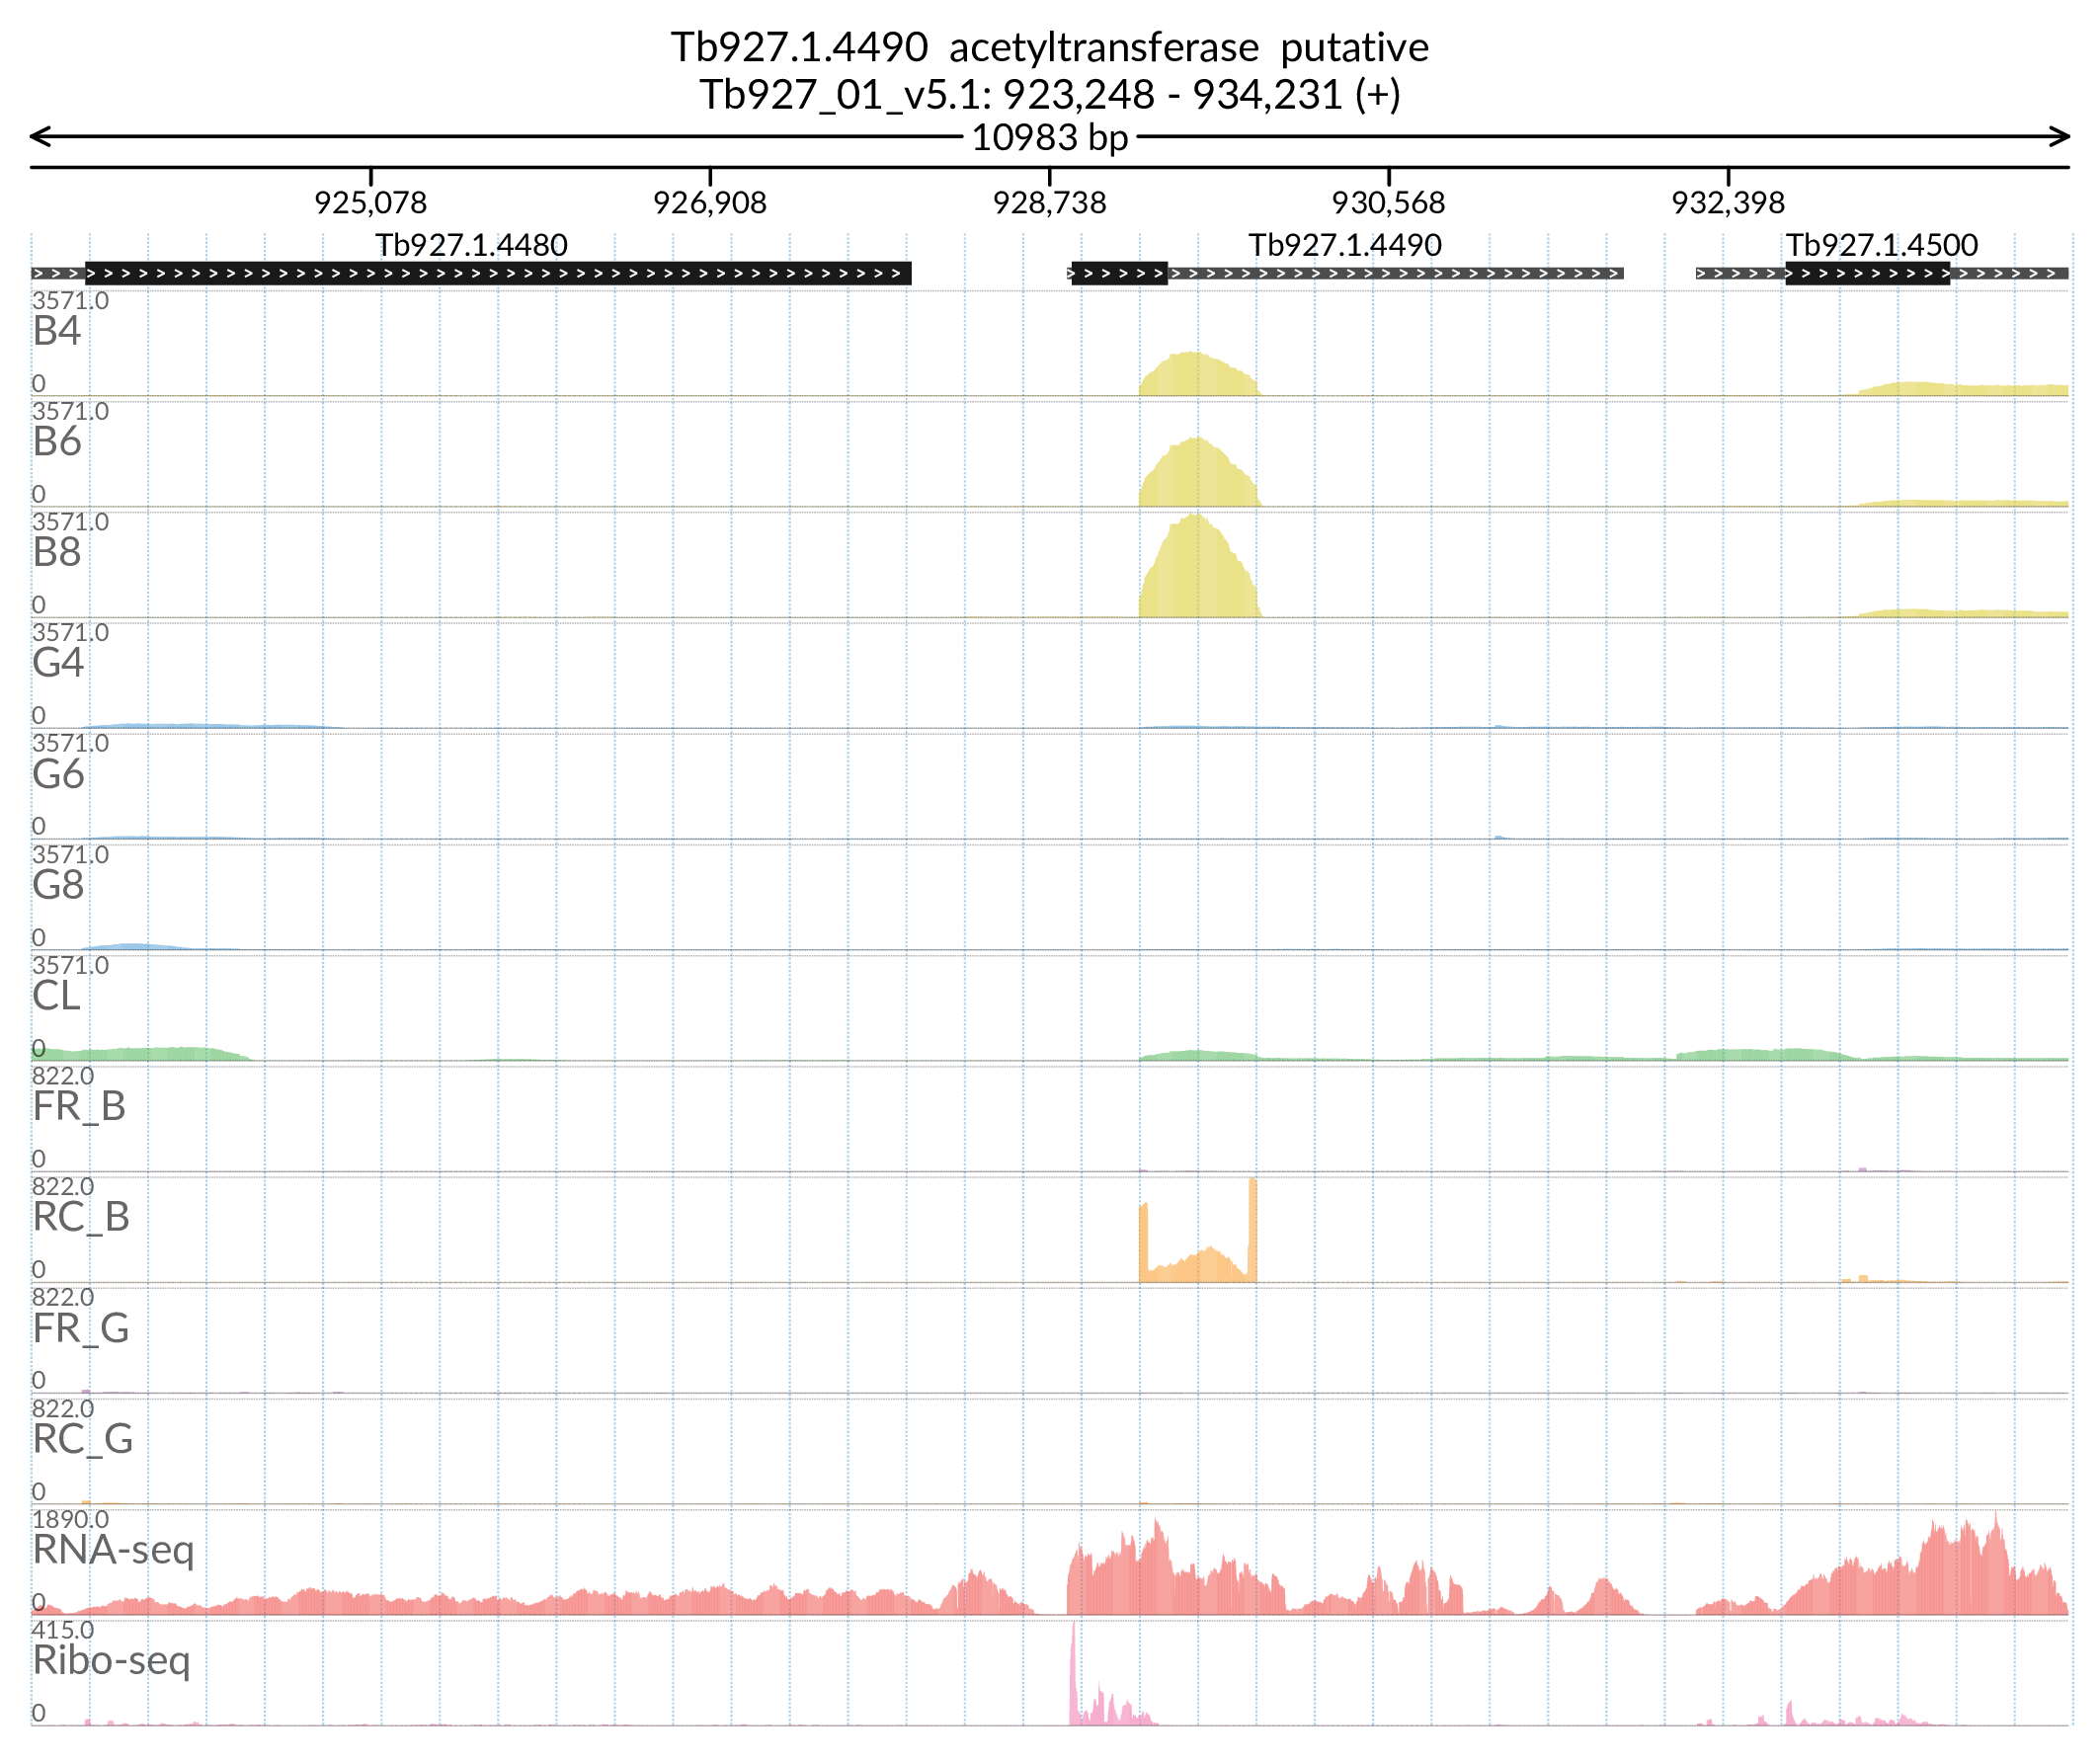 Tb927.1.4490 acetyltransferase putative
Tb927_01_v5.1: 923,248 - 934,231 (+)
10983 bp
925,078 926,908 928,738 930,568 932,398
Tb927.1.4480 Tb927.1.4490 Tb927.1.4500
3571.0
B4
0
3571.0
B6
0
3571.0
B8
0
3571.0
G4
0
3571.0
G6
0
3571.0
G8
0
3571.0
CL
0
822.0
FR_B
0
822.0
RC_B
0
822.0
FR_G
0
822.0
RC_G
0
1890.0
RNA-seq
0
415.0
Ribo-seq
0